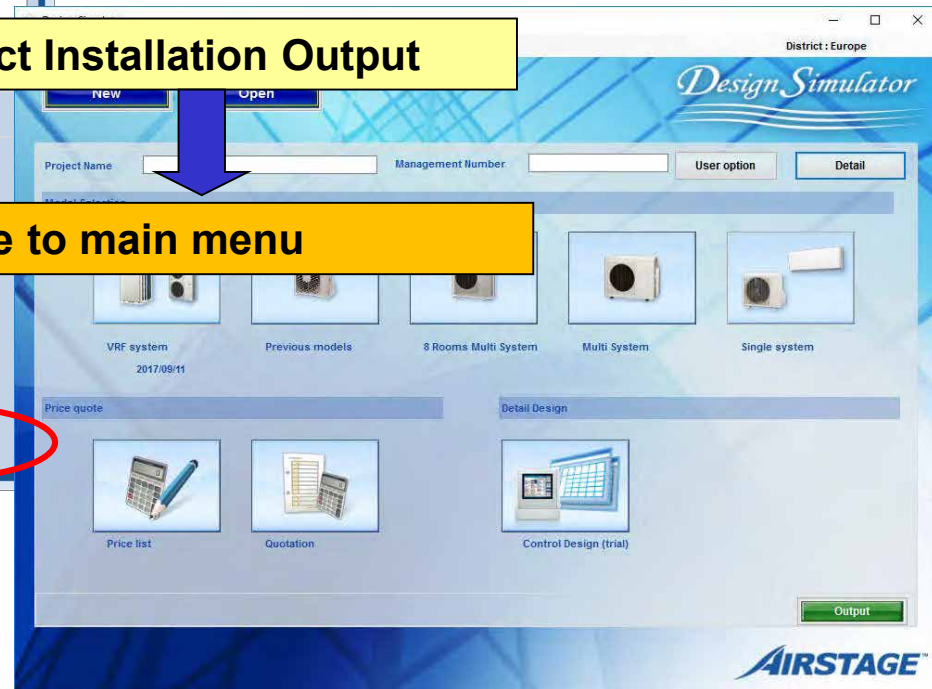 ct Installation Output
District : Europe
New
Open
Design Simulator
Project Name
Management Number
User option
Detail
e to main menu
VRF system
Previous models
8 Rooms Multi System
Multi System
Single system
2017/09/11
Price quote
Detail Design
Price list
Quotation
Control Design (trial)
Output
AIRSTAGE™